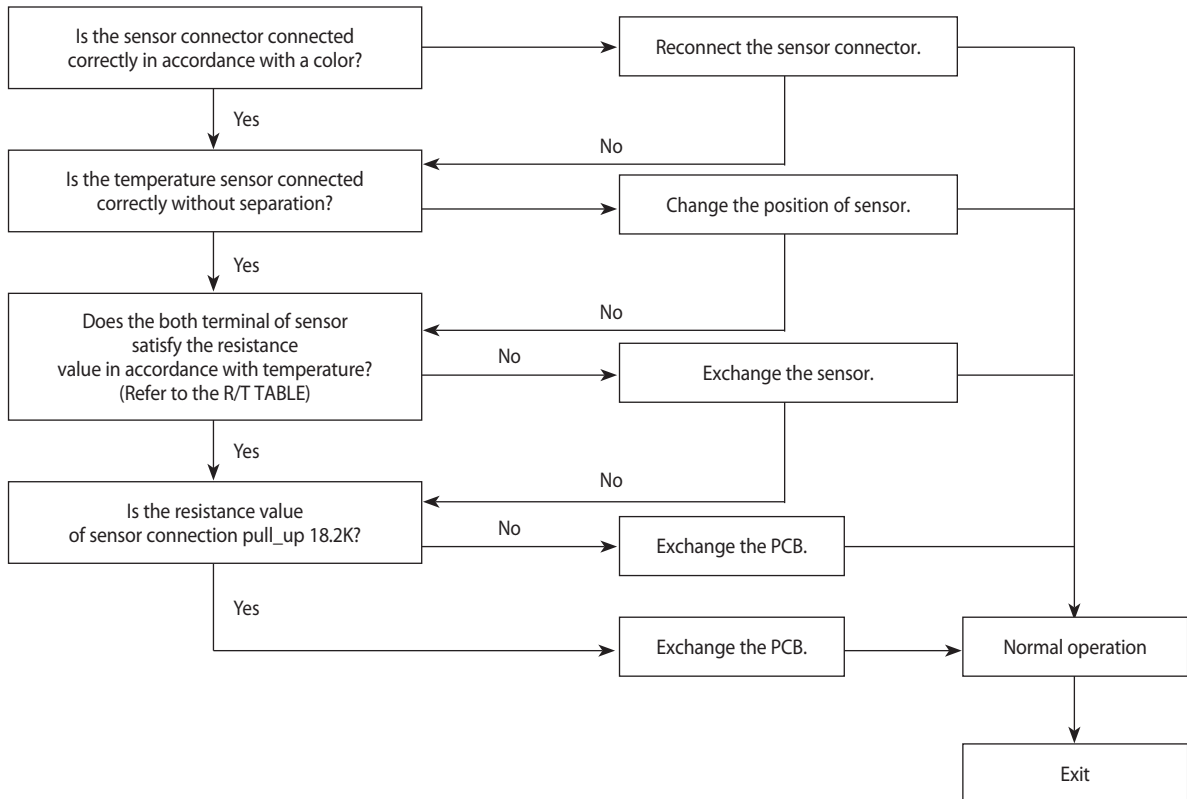 Is the sensor connector connected
correctly in accordance with a color?
Reconnect the sensor connector.
Yes
No
Is the temperature sensor connected
correctly without separation?
Change the position of sensor.
Yes
No
Does the both terminal of sensor
satisfy the resistance
value in accordance with temperature?
(Refer to the R/T TABLE)
No
Exchange the sensor.
Yes
No
Is the resistance value
of sensor connection pull_up 18.2K?
No
Exchange the PCB.
Yes
Exchange the PCB.
Normal operation
Exit